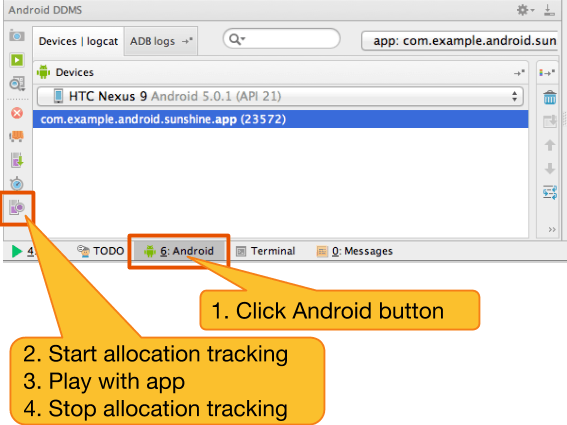 Android DDMS
Devices | logcat ADB logs →*
app: com.example.android.sun
Devices
HTC Nexus 9 Android 5.0.1 (API 21)
com.example.android.sunshine.app (23572)
4: TODO 6: Android Terminal 0: Messages
1. Click Android button
2. Start allocation tracking
3. Play with app
4. Stop allocation tracking